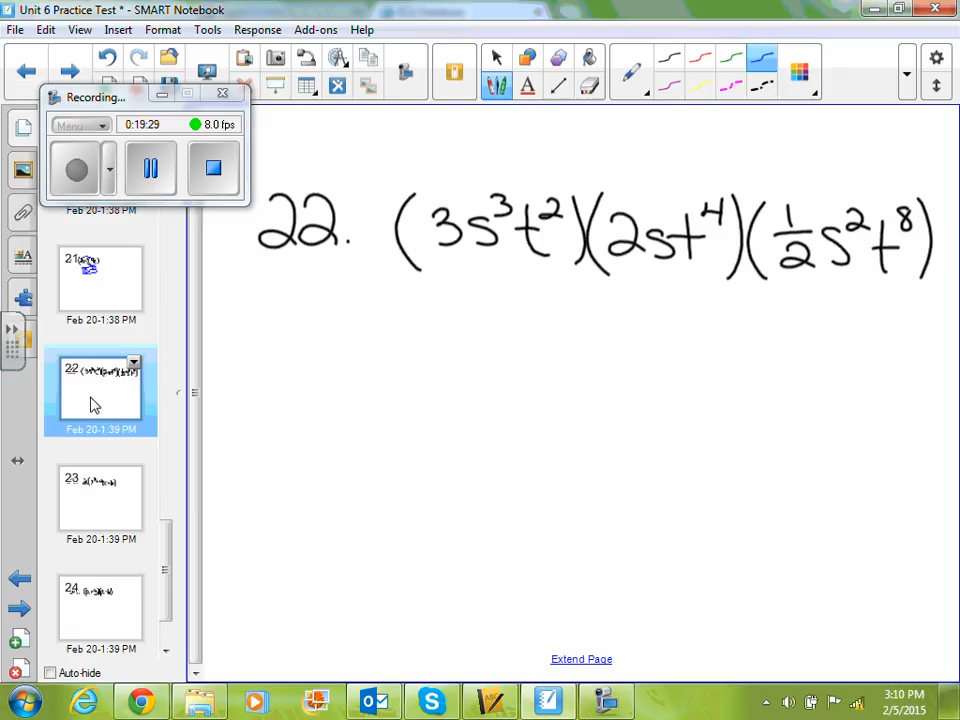 Unit 6 Practice Test * - SMART Notebook
File Edit View Insert Format Tools Response Add-ons Help
Recording...
Menu 0:19:29 8.0 fps
Feb 20-1:38 PM
22. (3s³t²)(2st⁴)(½s²t⁸)
21
Feb 20-1:38 PM
22
Feb 20-1:39 PM
23
Feb 20-1:39 PM
24
Feb 20-1:39 PM
Extend Page
Auto-hide
3:10 PM
2/5/2015